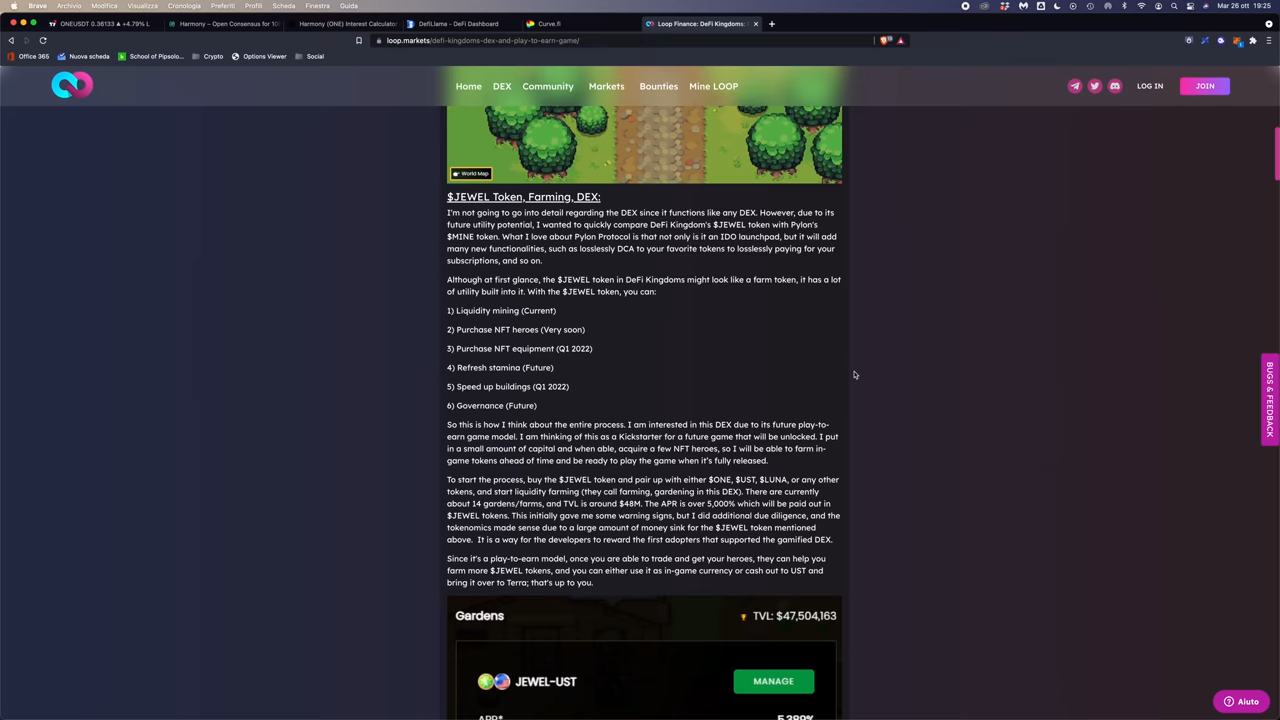 Brave Archivio Modifica Visualizza Cronologia Preferiti Profili Scheda Finestra Guida Mar 26 ott 19:25
ONEUSDT 0.36133 ▲ +4.79% L Harmony – Open Consensus for 10 Harmony (ONE) Interest Calculator DefiLlama - DeFi Dashboard Curve.fi Loop Finance: DeFi Kingdoms:
loop.markets/defi-kingdoms-dex-and-play-to-earn-game/
Office 365 Nuova scheda School of Pipsolo... Crypto Options Viewer Social
Home DEX Community Markets Bounties Mine LOOP LOG IN JOIN
World Map
$JEWEL Token, Farming, DEX:
I'm not going to go into detail regarding the DEX since it functions like any DEX. However, due to its
future utility potential, I wanted to quickly compare DeFi Kingdom's $JEWEL token with Pylon's
$MINE token. What I love about Pylon Protocol is that not only is it an IDO launchpad, but it will add
many new functionalities, such as losslessly DCA to your favorite tokens to losslessly paying for your
subscriptions, and so on.
Although at first glance, the $JEWEL token in DeFi Kingdoms might look like a farm token, it has a lot
of utility built into it. With the $JEWEL token, you can:
1) Liquidity mining (Current)
2) Purchase NFT heroes (Very soon)
3) Purchase NFT equipment (Q1 2022)
4) Refresh stamina (Future)
5) Speed up buildings (Q1 2022)
6) Governance (Future)
So this is how I think about the entire process. I am interested in this DEX due to its future play-to-
earn game model. I am thinking of this as a Kickstarter for a future game that will be unlocked. I put
in a small amount of capital and when able, acquire a few NFT heroes, so I will be able to farm in-
game tokens ahead of time and be ready to play the game when it's fully released.
To start the process, buy the $JEWEL token and pair up with either $ONE, $UST, $LUNA, or any other
tokens, and start liquidity farming (they call farming, gardening in this DEX). There are currently
about 14 gardens/farms, and TVL is around $48M. The APR is over 5,000% which will be paid out in
$JEWEL tokens. This initially gave me some warning signs, but I did additional due diligence, and the
tokenomics made sense due to a large amount of money sink for the $JEWEL token mentioned
above. It is a way for the developers to reward the first adopters that supported the gamified DEX.
Since it's a play-to-earn model, once you are able to trade and get your heroes, they can help you
farm more $JEWEL tokens, and you can either use it as in-game currency or cash out to UST and
bring it over to Terra; that's up to you.
Gardens TVL: $47,504,163
JEWEL-UST MANAGE
APR* 5,389%
BUGS & FEEDBACK
Aiuto